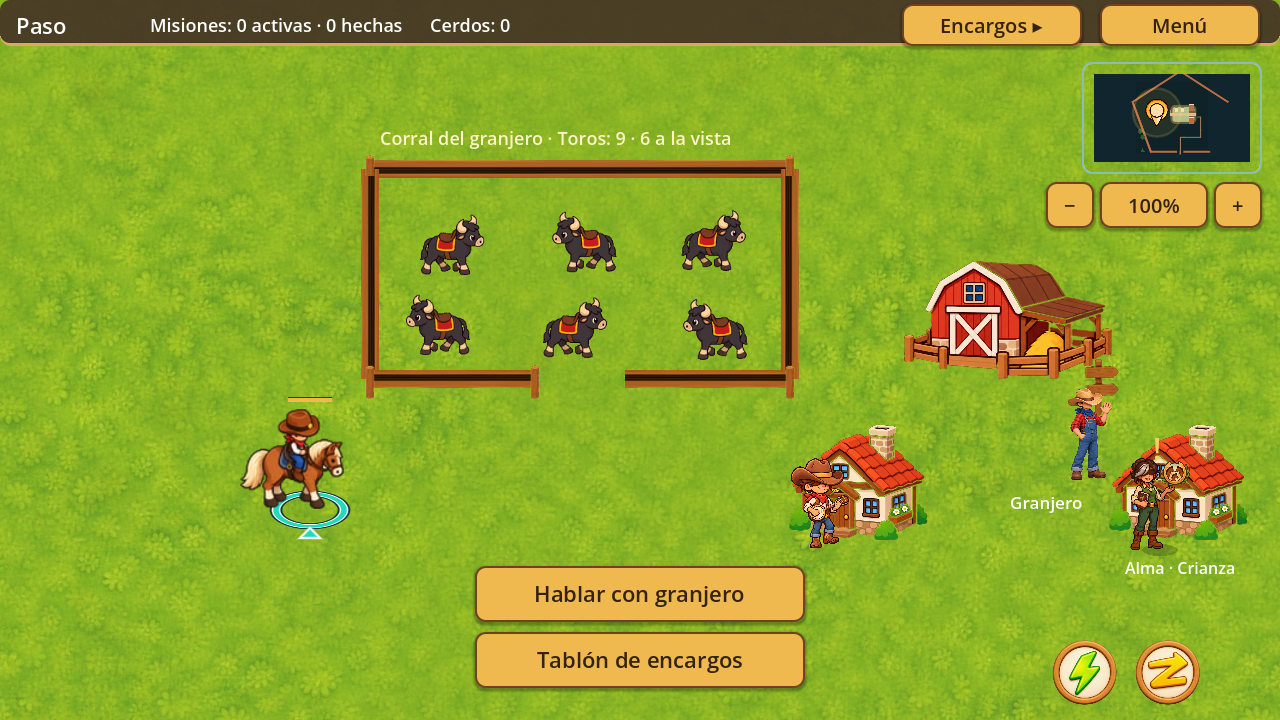 Paso
Misiones: 0 activas · 0 hechas
Cerdos: 0
Encargos ▸
Menú
Corral del granjero · Toros: 9 · 6 a la vista
−
100%
+
Granjero
Alma · Crianza
Hablar con granjero
Tablón de encargos